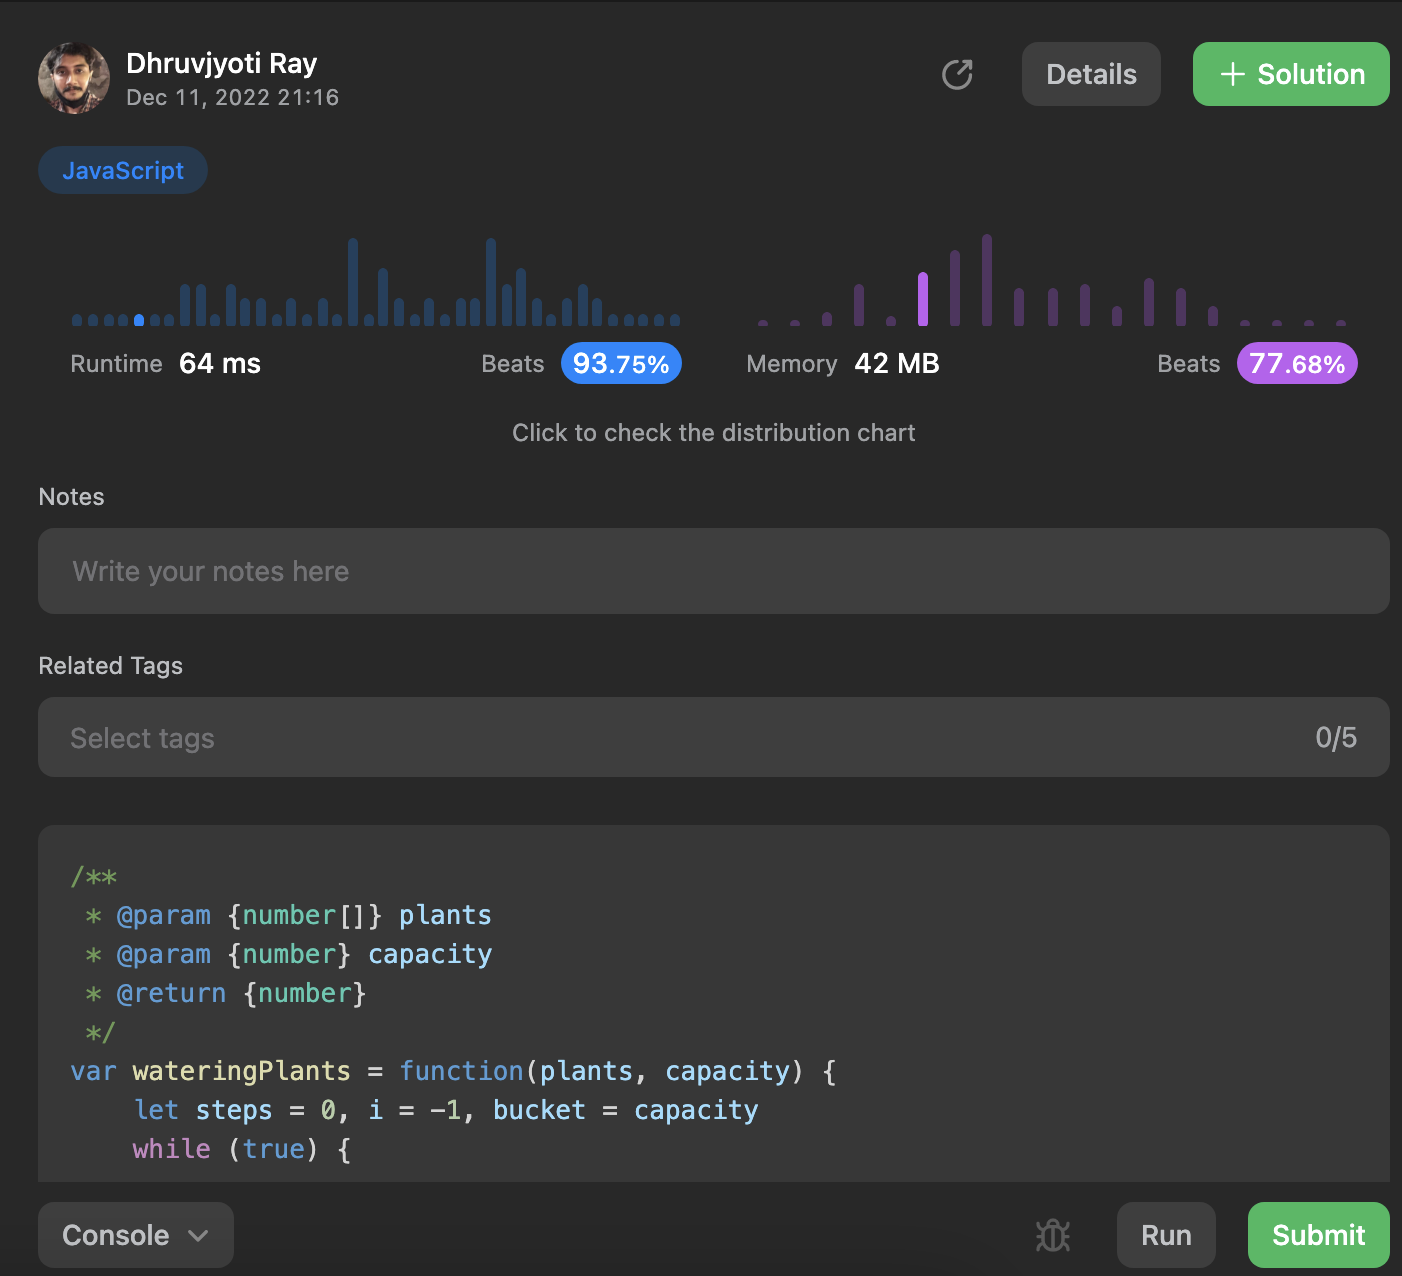 Dhruvjyoti Ray
Dec 11, 2022 21:16
Details
+ Solution
JavaScript
Runtime 64 ms Beats 93.75%
Memory 42 MB Beats 77.68%
Click to check the distribution chart
Notes
Write your notes here
Related Tags
Select tags 0/5
/**
 * @param {number[]} plants
 * @param {number} capacity
 * @return {number}
 */
var wateringPlants = function(plants, capacity) {
    let steps = 0, i = -1, bucket = capacity
    while (true) {
Console
Run
Submit